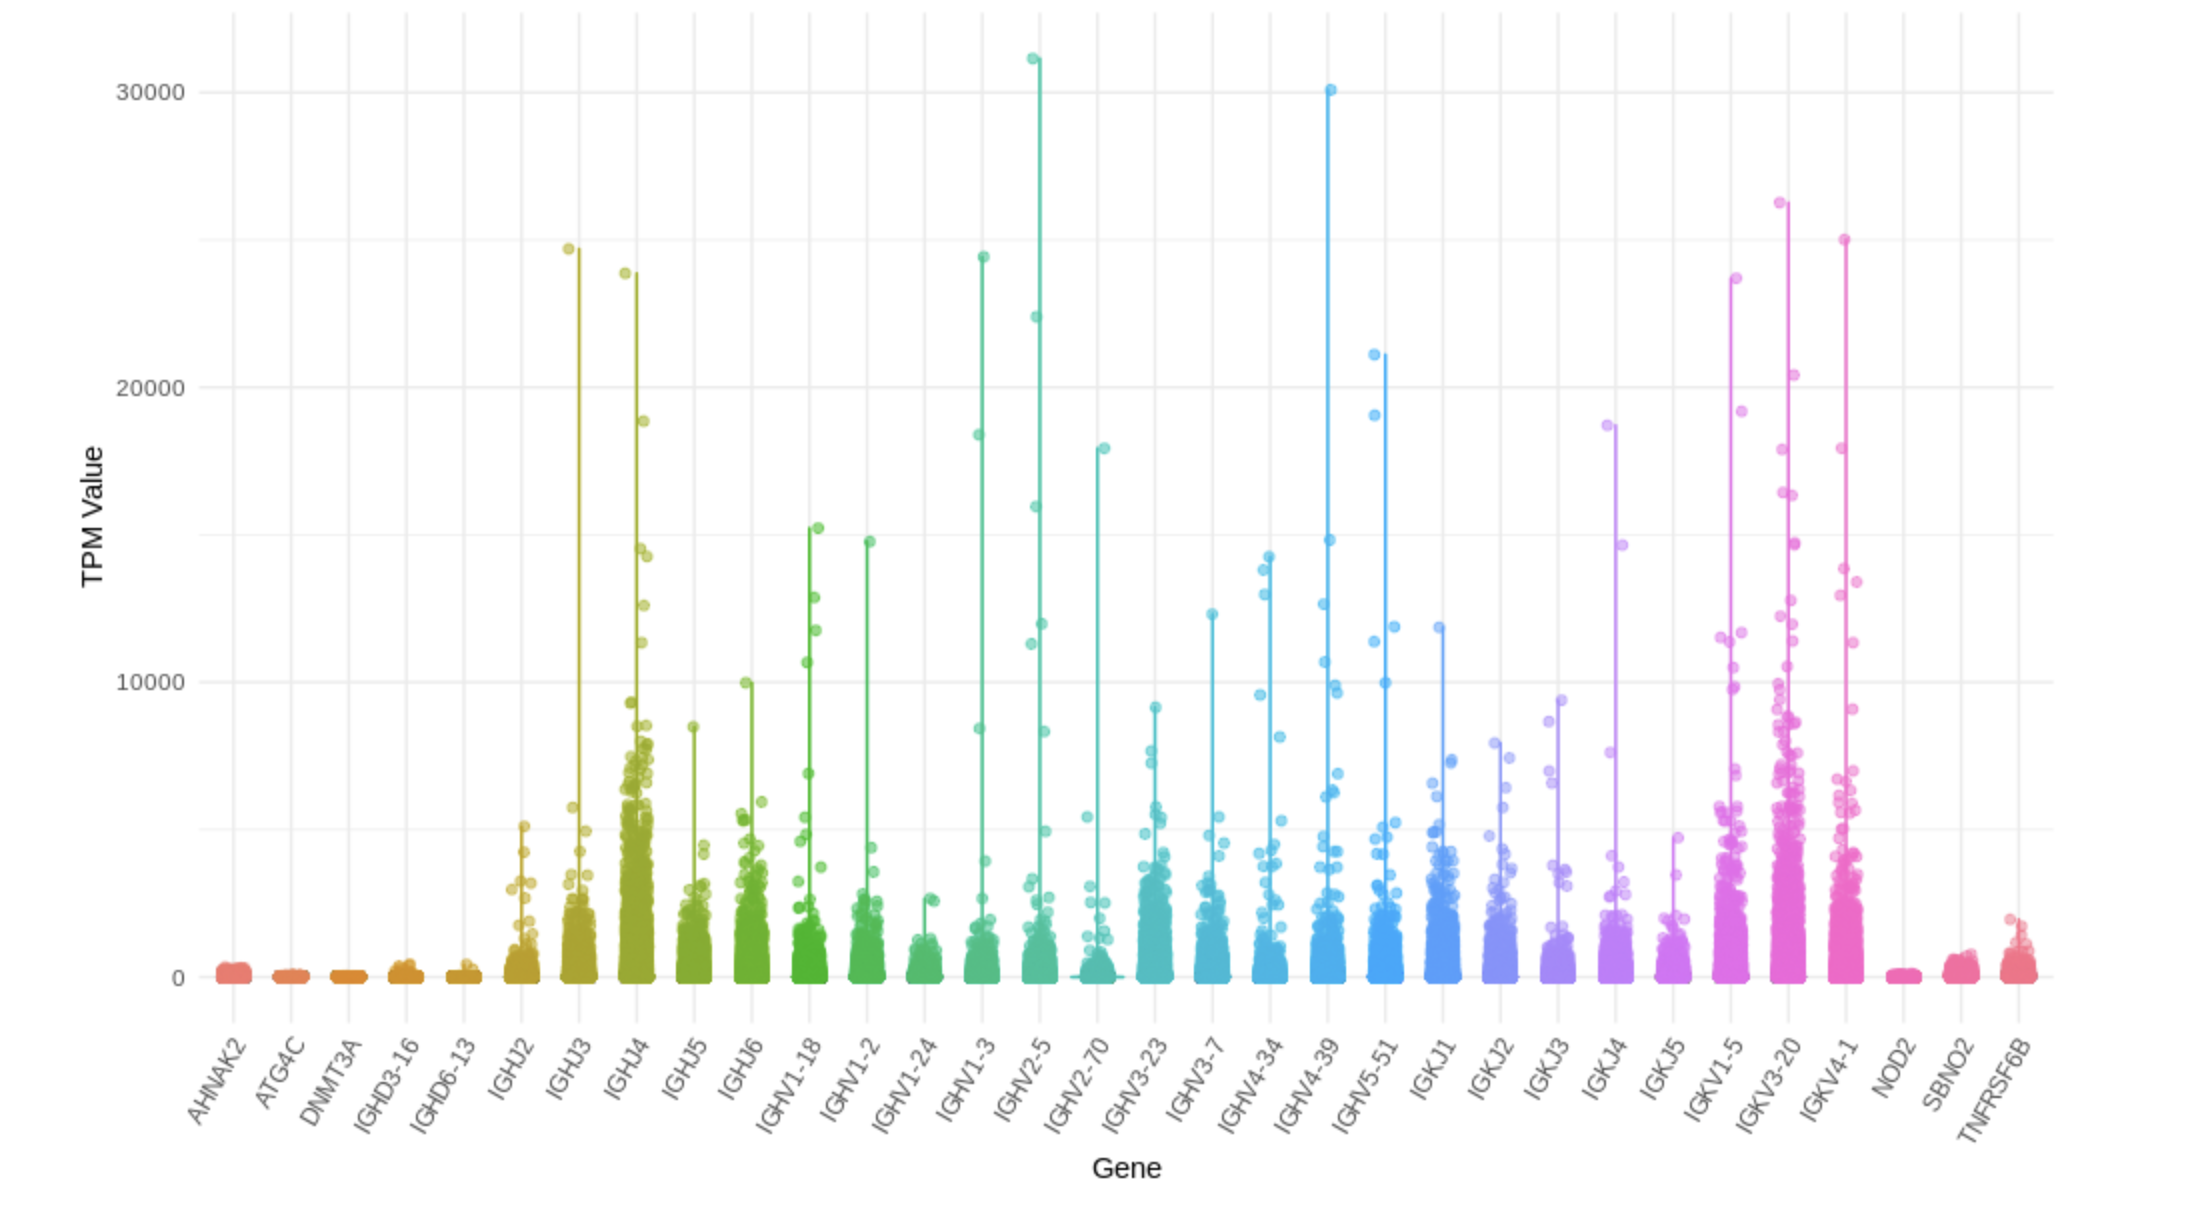 30000
20000
10000
0
TPM Value
AHNAK2
ATG4C
DNMT3A
IGHD3-16
IGHD6-13
IGHJ2
IGHJ3
IGHJ4
IGHJ5
IGHJ6
IGHV1-18
IGHV1-2
IGHV1-24
IGHV1-3
IGHV2-5
IGHV2-70
IGHV3-23
IGHV3-7
IGHV4-34
IGHV4-39
IGHV5-51
IGKJ1
IGKJ2
IGKJ3
IGKJ4
IGKJ5
IGKV1-5
IGKV3-20
IGKV4-1
NOD2
SBNO2
TNFRSF6B
Gene